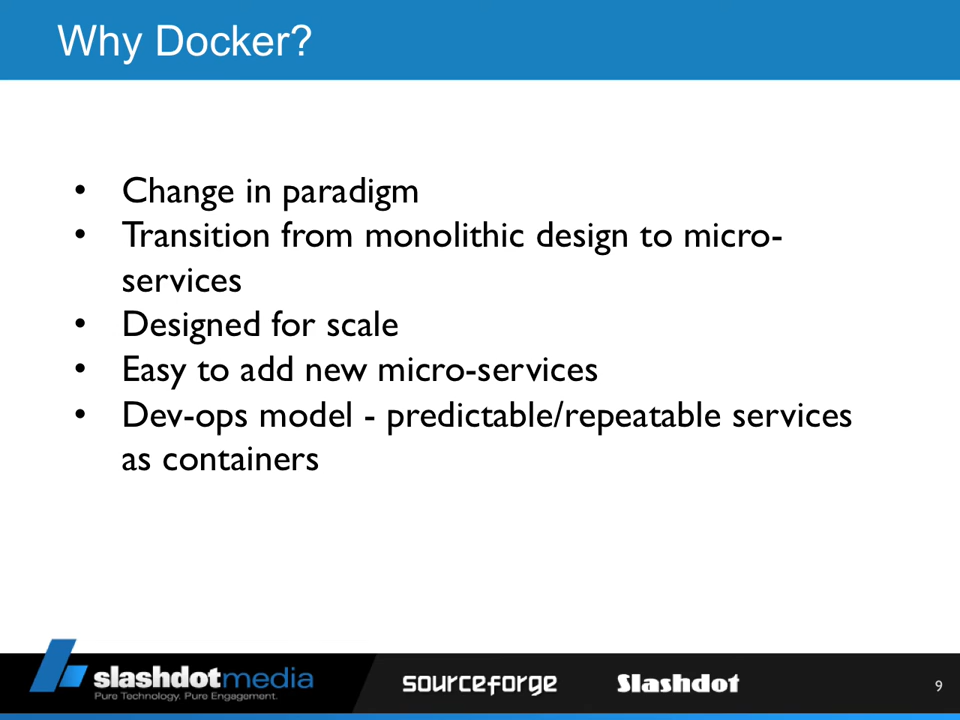 Why Docker?
• Change in paradigm
• Transition from monolithic design to micro-
services
• Designed for scale
• Easy to add new micro-services
• Dev-ops model - predictable/repeatable services
as containers
slashdotmedia
Pure Technology. Pure Engagement.
sourceforge
Slashdot
9